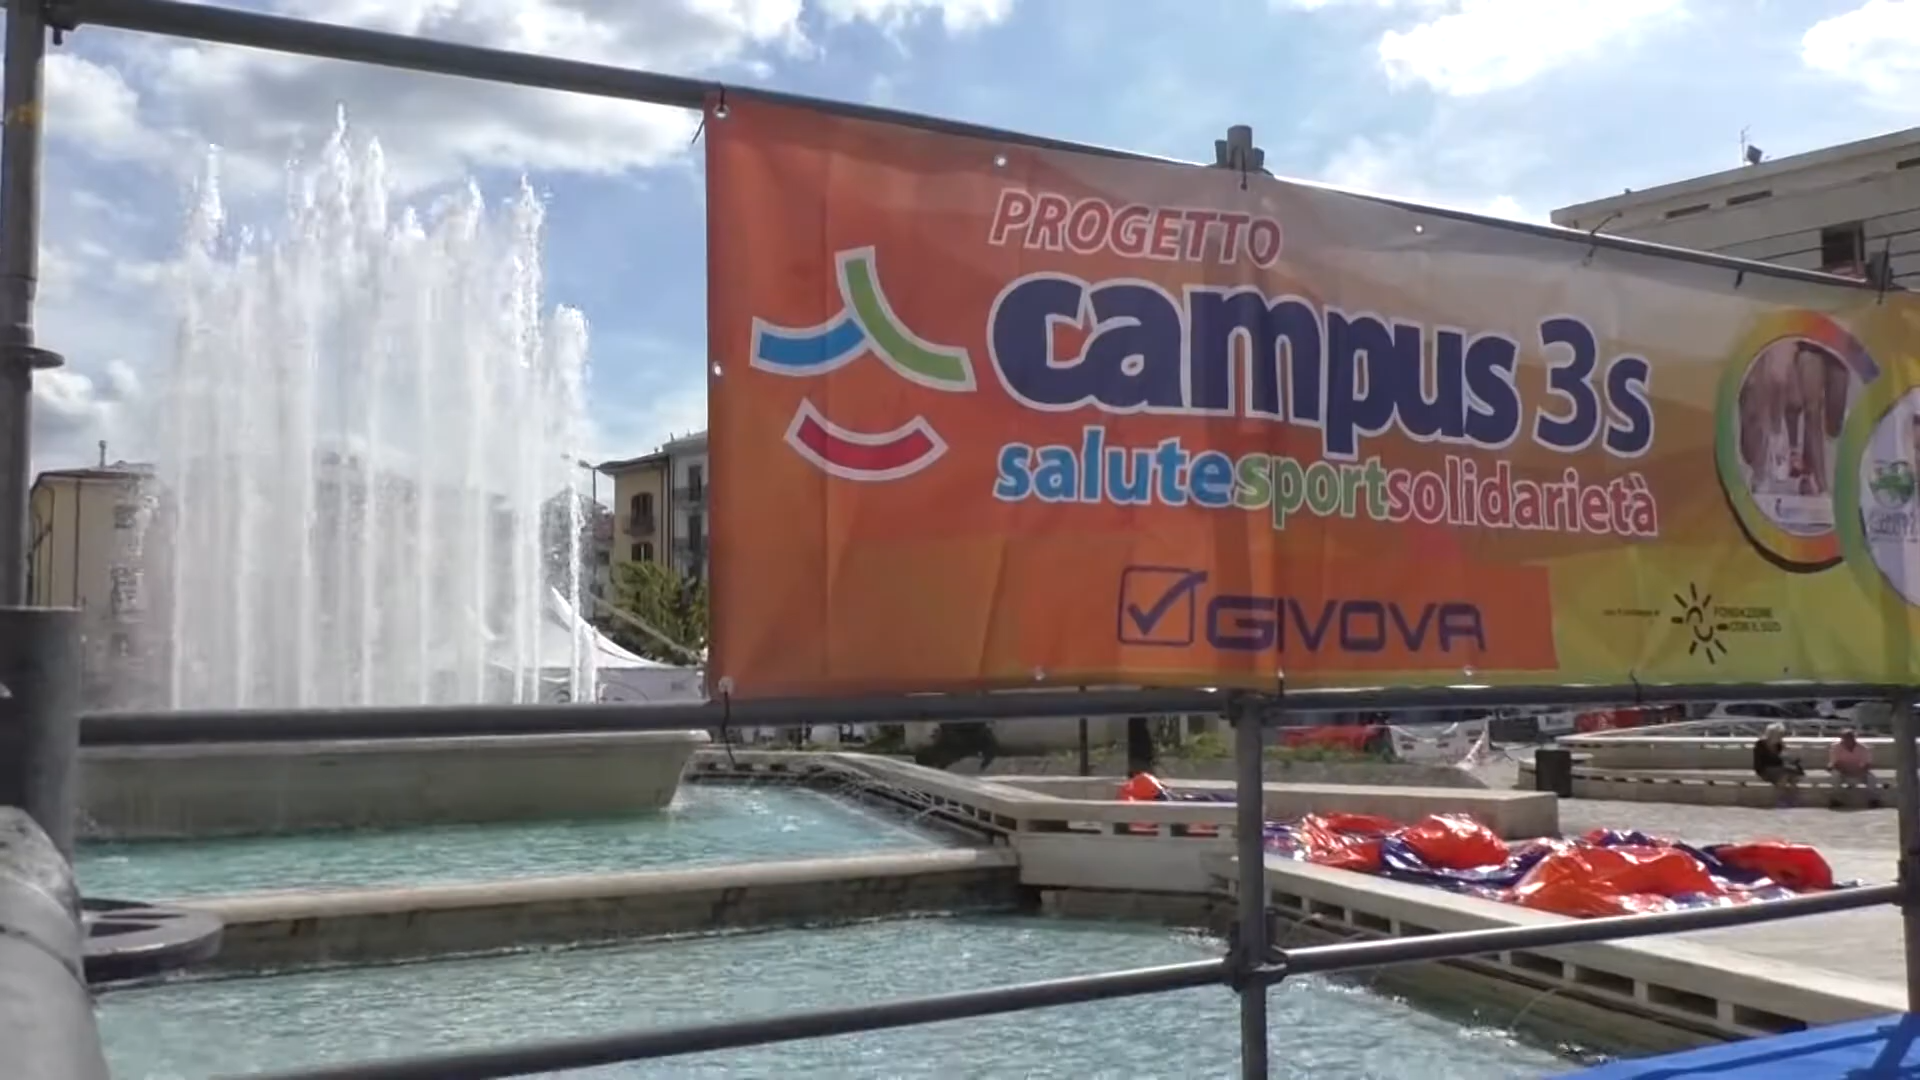 PROGETTO
campus 3s
salutesportsolidarietà
GIVOVA
FONDAZIONE
CON IL SUD